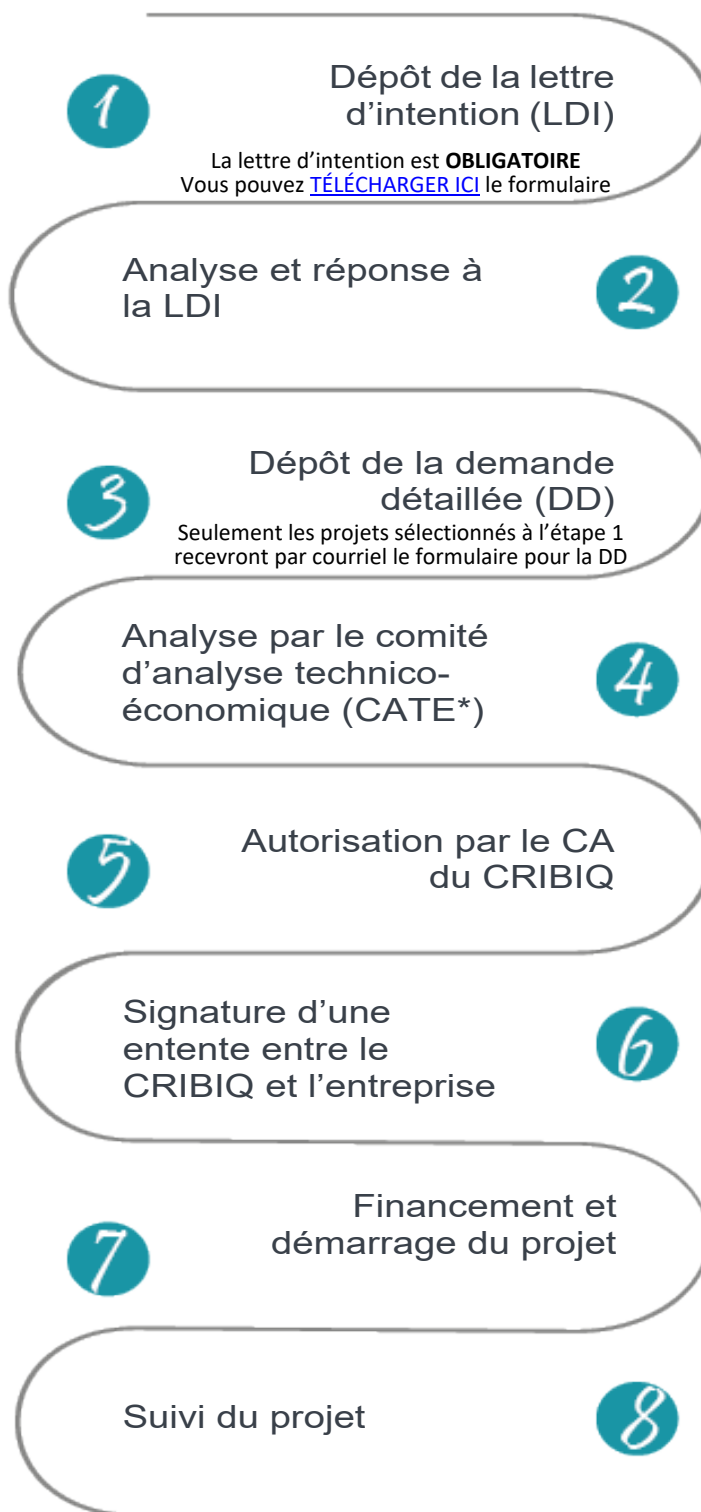 1
Dépôt de la lettre
d’intention (LDI)
La lettre d’intention est OBLIGATOIRE
Vous pouvez TÉLÉCHARGER ICI le formulaire
Analyse et réponse à
la LDI
2
3
Dépôt de la demande
détaillée (DD)
Seulement les projets sélectionnés à l’étape 1
recevront par courriel le formulaire pour la DD
Analyse par le comité
d’analyse technico-
économique (CATE*)
4
5
Autorisation par le CA
du CRIBIQ
Signature d’une
entente entre le
CRIBIQ et l’entreprise
6
7
Financement et
démarrage du projet
Suivi du projet
8